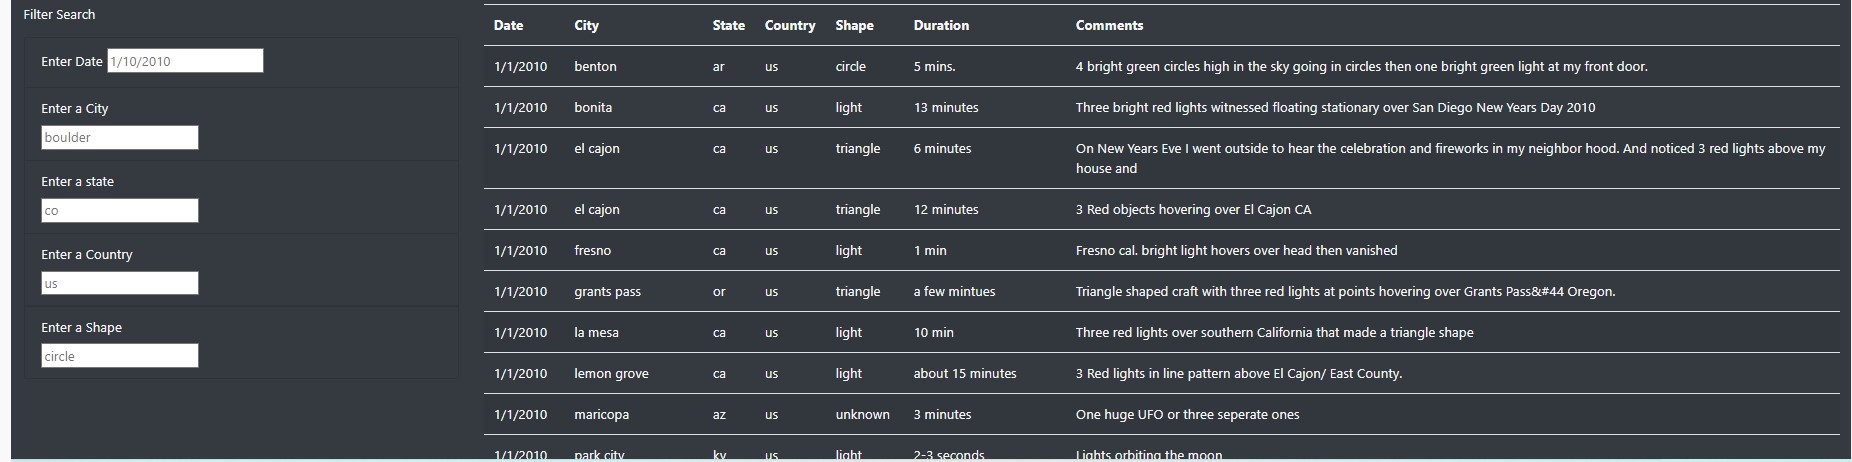 Filter Search
Enter Date 1/10/2010
Enter a City
boulder
Enter a state
co
Enter a Country
us
Enter a Shape
circle
Date City State Country Shape Duration Comments
1/1/2010 benton ar us circle 5 mins. 4 bright green circles high in the sky going in circles then one bright green light at my front door.
1/1/2010 bonita ca us light 13 minutes Three bright red lights witnessed floating stationary over San Diego New Years Day 2010
1/1/2010 el cajon ca us triangle 6 minutes On New Years Eve I went outside to hear the celebration and fireworks in my neighbor hood. And noticed 3 red lights above my
house and
1/1/2010 el cajon ca us triangle 12 minutes 3 Red objects hovering over El Cajon CA
1/1/2010 fresno ca us light 1 min Fresno cal. bright light hovers over head then vanished
1/1/2010 grants pass or us triangle a few mintues Triangle shaped craft with three red lights at points hovering over Grants Pass&#44 Oregon.
1/1/2010 la mesa ca us light 10 min Three red lights over southern California that made a triangle shape
1/1/2010 lemon grove ca us light about 15 minutes 3 Red lights in line pattern above El Cajon/ East County.
1/1/2010 maricopa az us unknown 3 minutes One huge UFO or three seperate ones
1/1/2010 park city ky us light 2-3 seconds Lights orbiting the moon